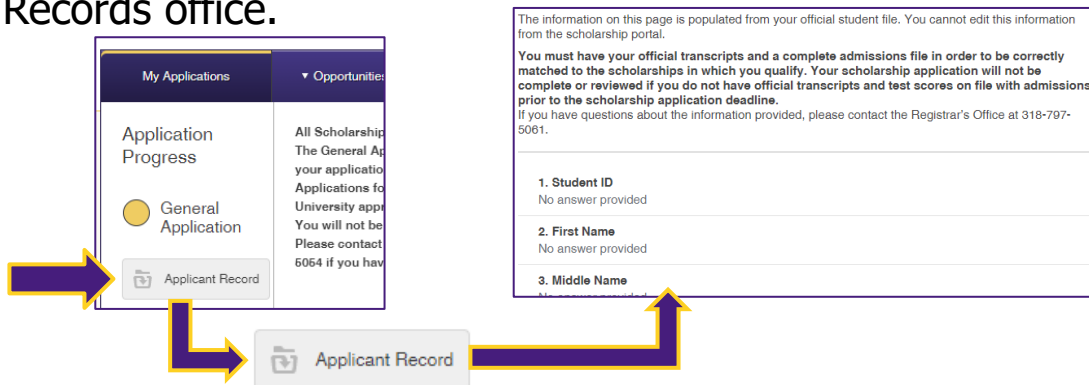 Records office.
My Applications
▾ Opportunities
Application
Progress
General
Application
Applicant Record
All Scholarship
The General Ap
your applicatio
Applications fo
University appr
You will not be
Please contact
6064 if you hav
Applicant Record
The information on this page is populated from your official student file. You cannot edit this information
from the scholarship portal.
You must have your official transcripts and a complete admissions file in order to be correctly
matched to the scholarships in which you qualify. Your scholarship application will not be
complete or reviewed if you do not have official transcripts and test scores on file with admissions
prior to the scholarship application deadline.
If you have questions about the information provided, please contact the Registrar's Office at 318-797-
5061.
1. Student ID
No answer provided
2. First Name
No answer provided
3. Middle Name
No answer provided